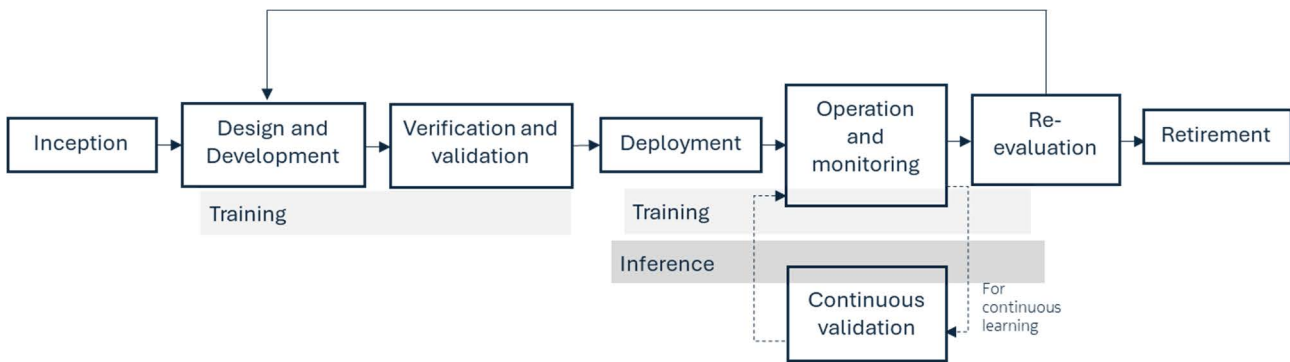 Inception
Design and
Development
Verification and
validation
Deployment
Operation
and
monitoring
Re-
evaluation
Retirement
Training
Training
Inference
Continuous
validation
For
continuous
learning